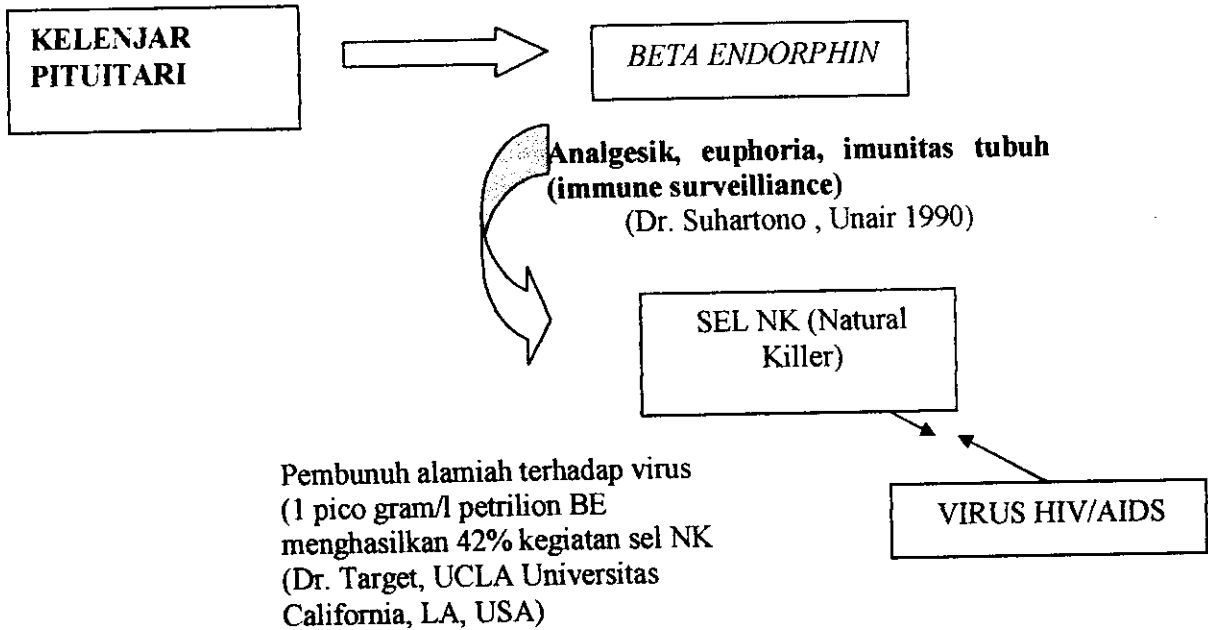 KELENJAR
PITUITARI
BETA ENDORPHIN
Analgesik, euphoria, imunitas tubuh
(immune surveilliance)
(Dr. Suhartono , Unair 1990)
SEL NK (Natural
Killer)
Pembunuh alamiah terhadap virus
(1 pico gram/l petrilion BE
menghasilkan 42% kegiatan sel NK
(Dr. Target, UCLA Universitas
California, LA, USA)
VIRUS HIV/AIDS